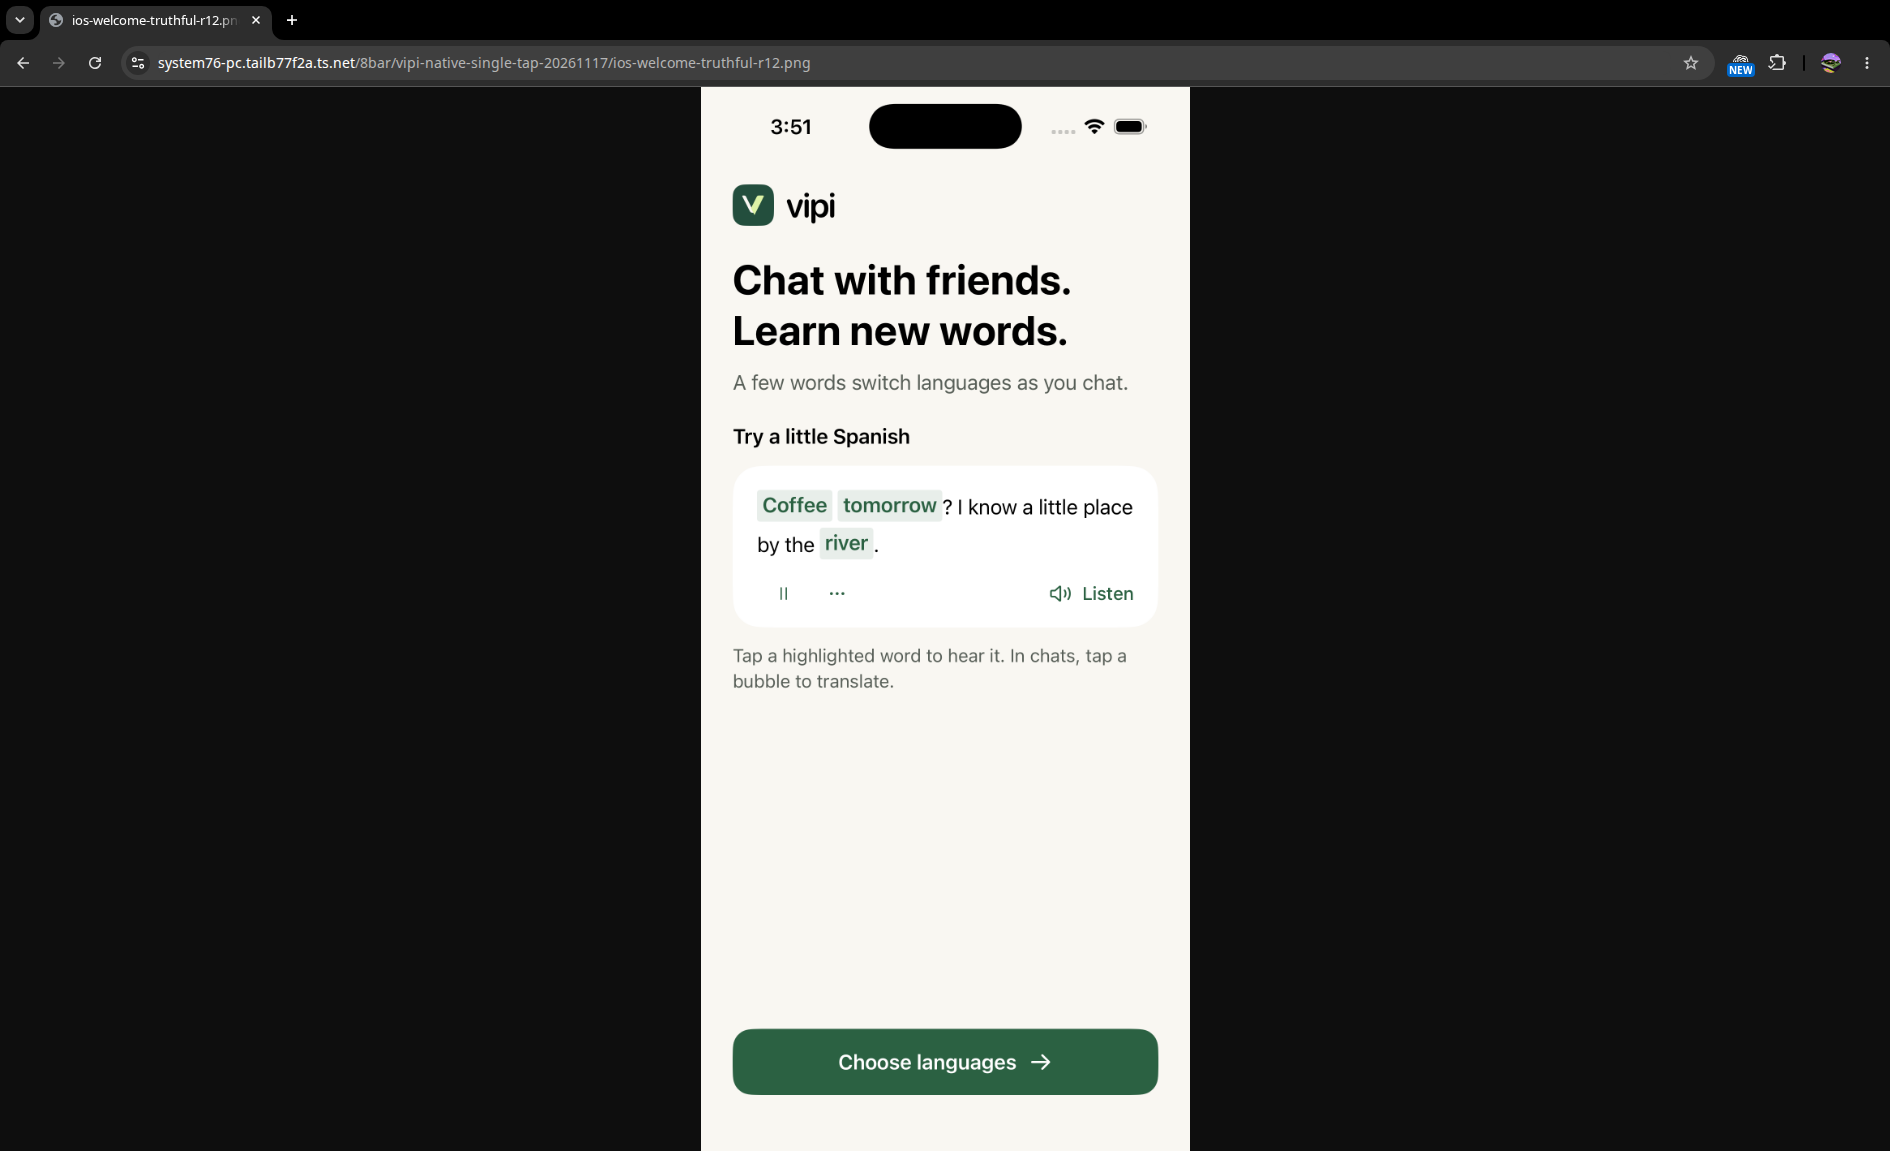 ios-welcome-truthful-r12.pn
system76-pc.tailb77f2a.ts.net/8bar/vipi-native-single-tap-20261117/ios-welcome-truthful-r12.png
NEW
3:51
vipi
Chat with friends.
Learn new words.
A few words switch languages as you chat.
Try a little Spanish
Coffee tomorrow? I know a little place
by the river.
Listen
Tap a highlighted word to hear it. In chats, tap a
bubble to translate.
Choose languages →